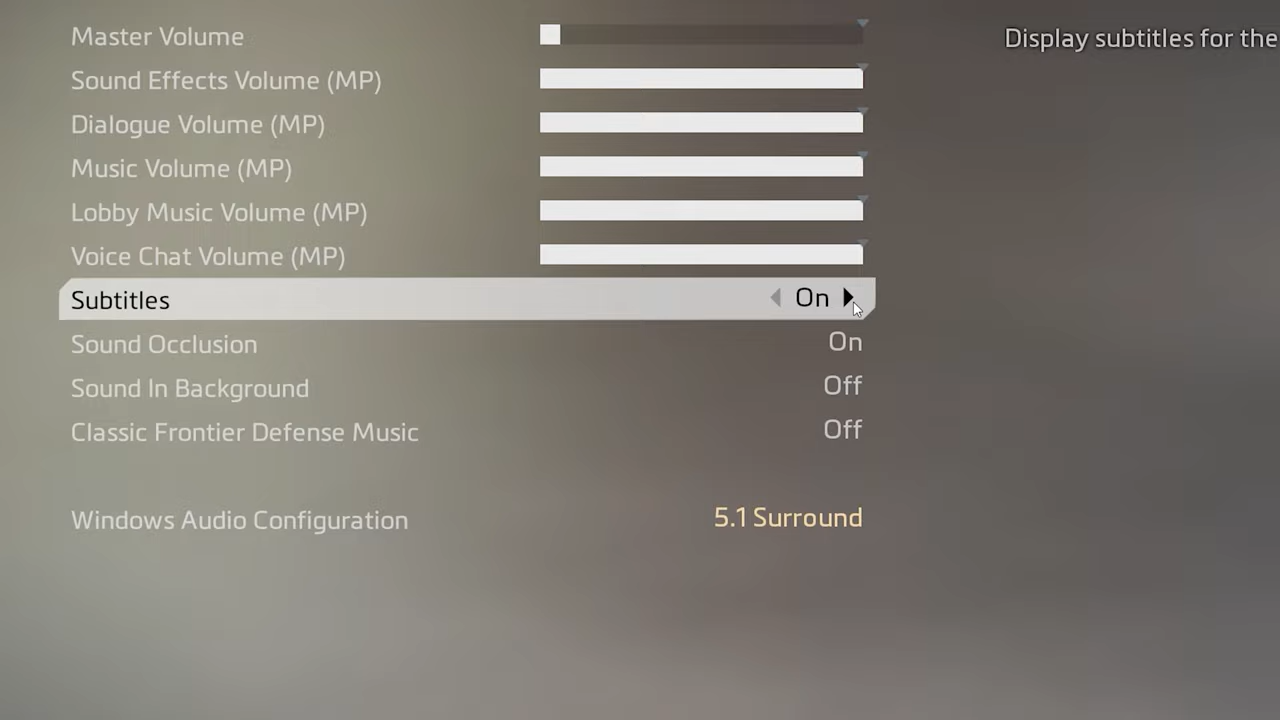 Master Volume
Display subtitles for the
Sound Effects Volume (MP)
Dialogue Volume (MP)
Music Volume (MP)
Lobby Music Volume (MP)
Voice Chat Volume (MP)
Subtitles On
Sound Occlusion On
Sound In Background Off
Classic Frontier Defense Music Off
Windows Audio Configuration 5.1 Surround